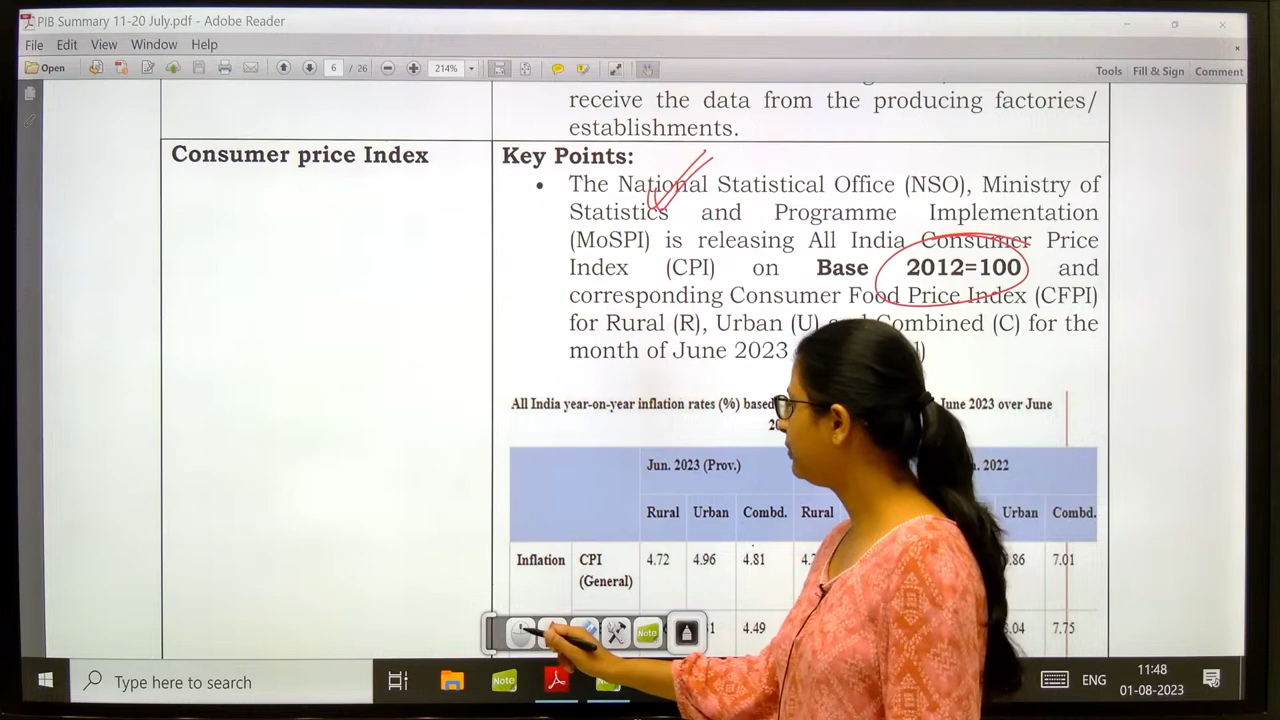 PIB Summary 11-20 July.pdf - Adobe Reader
File Edit View Window Help
Open 6 / 26 214% Tools Fill & Sign Comment
receive the data from the producing factories/
establishments.
Consumer price Index
Key Points:
• The National Statistical Office (NSO), Ministry of
Statistics and Programme Implementation
(MoSPI) is releasing All India Consumer Price
Index (CPI) on Base 2012=100 and
corresponding Consumer Food Price Index (CFPI)
for Rural (R), Urban (U) Combined (C) for the
month of June 2023
All India year-on-year inflation rates (%) based June 2023 over June
Jun. 2023 (Prov.) 2022
Rural Urban Combd. Rural Urban Combd.
Inflation CPI 4.72 4.96 4.81 7.01
(General)
4.49 7.75
Note
Type here to search
Note
ENG
11:48
01-08-2023